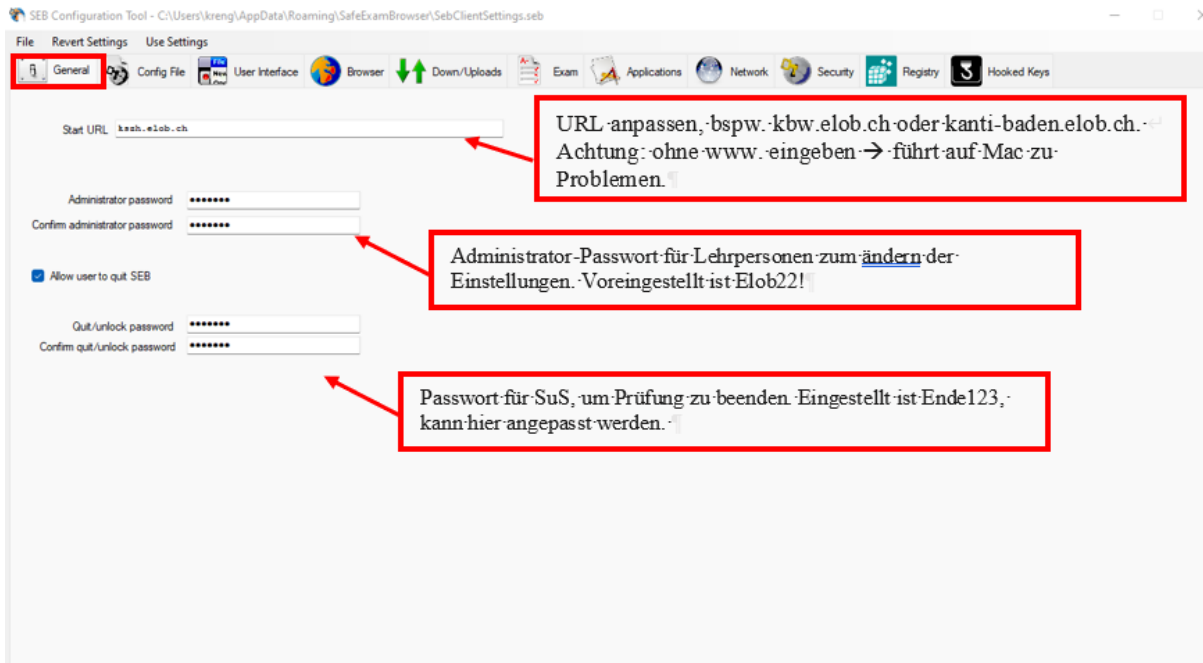 SEB Configuration Tool - C:\Users\kreng\AppData\Roaming\SafeExamBrowser\SebClientSettings.seb
File Revert Settings Use Settings
General Config File User Interface Browser Down/Uploads Exam Applications Network Security Registry Hooked Keys
Start URL kszh.elob.ch
URL anpassen, bspw. kbw.elob.ch oder kanti-baden.elob.ch.
Achtung: ohne www. eingeben → führt auf Mac zu
Problemen.
Administrator password •••••••
Confirm administrator password •••••••
Administrator-Passwort für Lehrpersonen zum ändern der
Einstellungen. Voreingestellt ist Elob22!
Allow user to quit SEB
Quit/unlock password •••••••
Confirm quit/unlock password •••••••
Passwort für SuS, um Prüfung zu beenden. Eingestellt ist Ende123,
kann hier angepasst werden.